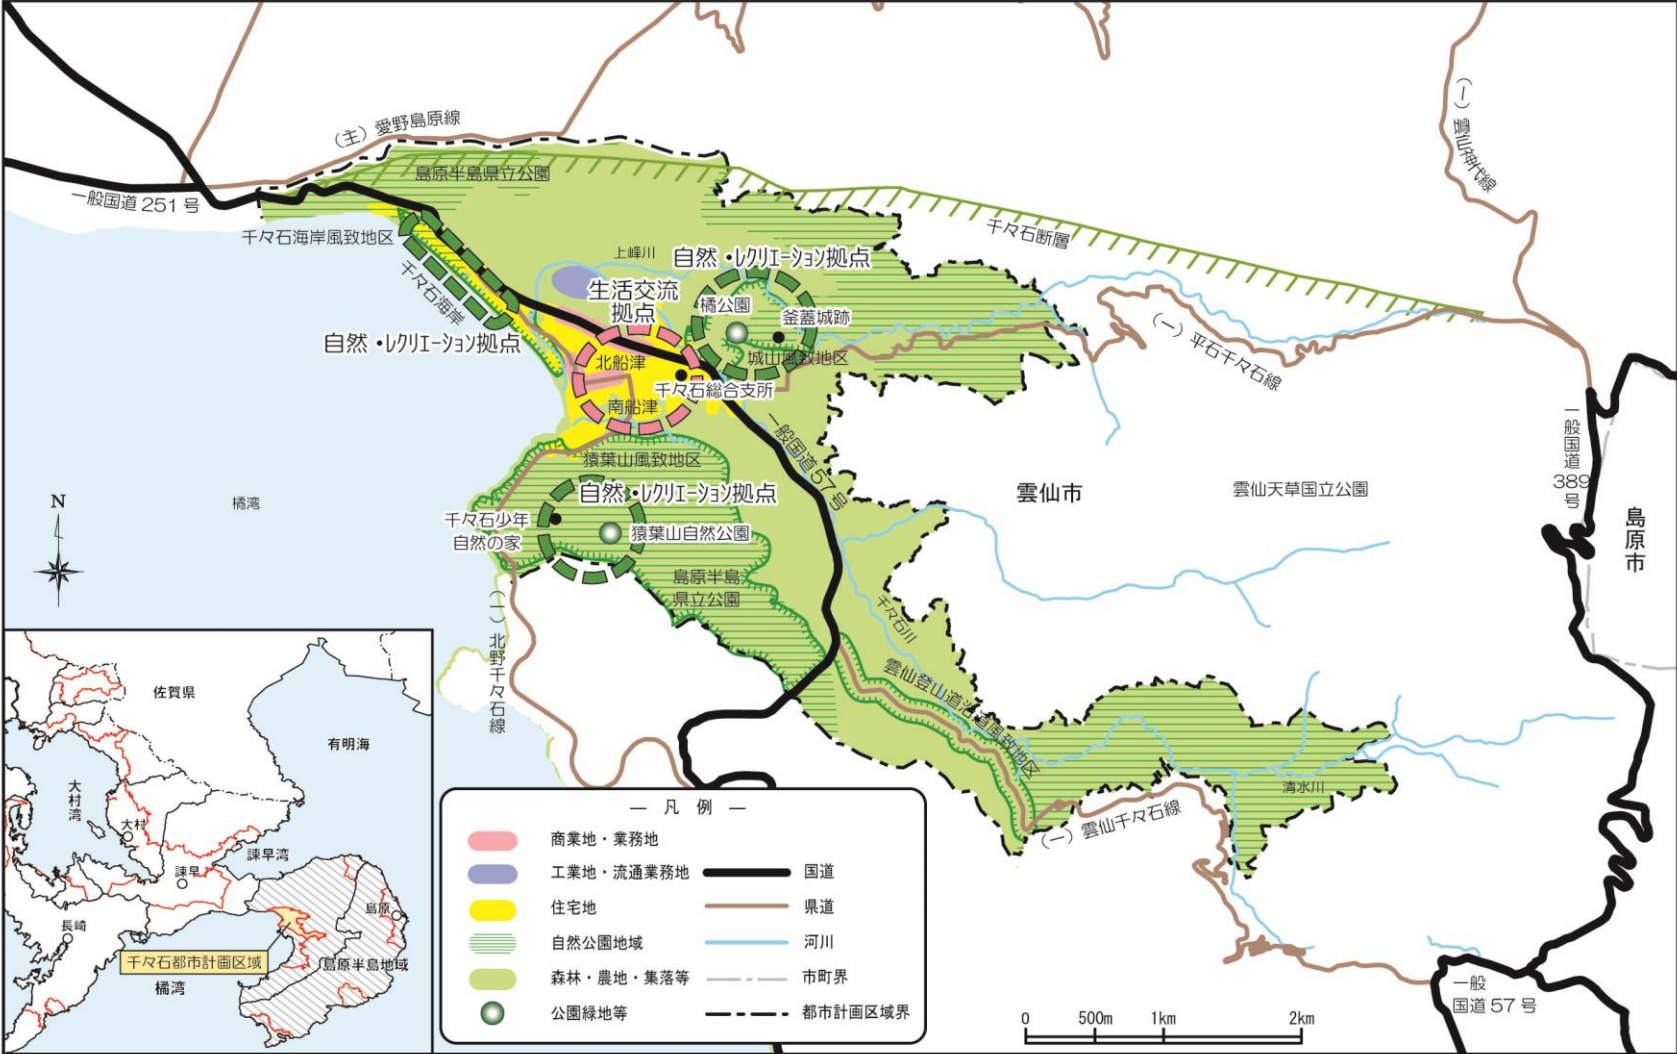 (主)愛野島原線
一般国道 251 号
島原半島県立公園
千々石海岸風致地区
千々石海岸
自然・レクリエーション拠点
上峰川
自然・レクリエーション拠点
生活交流
拠点
橘公園
釜蓋城跡
城山風致地区
北船津
千々石総合支所
南船津
千々石断層
(一)雲仙神代線
(一)平石千々石線
一般国道 57 号
猿葉山風致地区
自然・レクリエーション拠点
千々石少年
自然の家
猿葉山自然公園
島原半島
県立公園
(一)北野千々石線
千々石川
雲仙登山道沿道風致地区
雲仙市
雲仙天草国立公園
一般国道
389
号
島原市
清水川
(一)雲仙千々石線
一般
国道 57 号
橘湾
N
佐賀県
有明海
大村湾
大村
諫早湾
諫早
長崎
島原
千々石都市計画区域
島原半島地域
橘湾
― 凡 例 ―
商業地・業務地
工業地・流通業務地
国道
住宅地
県道
自然公園地域
河川
森林・農地・集落等
市町界
公園緑地等
都市計画区域界
0 500m 1km 2km